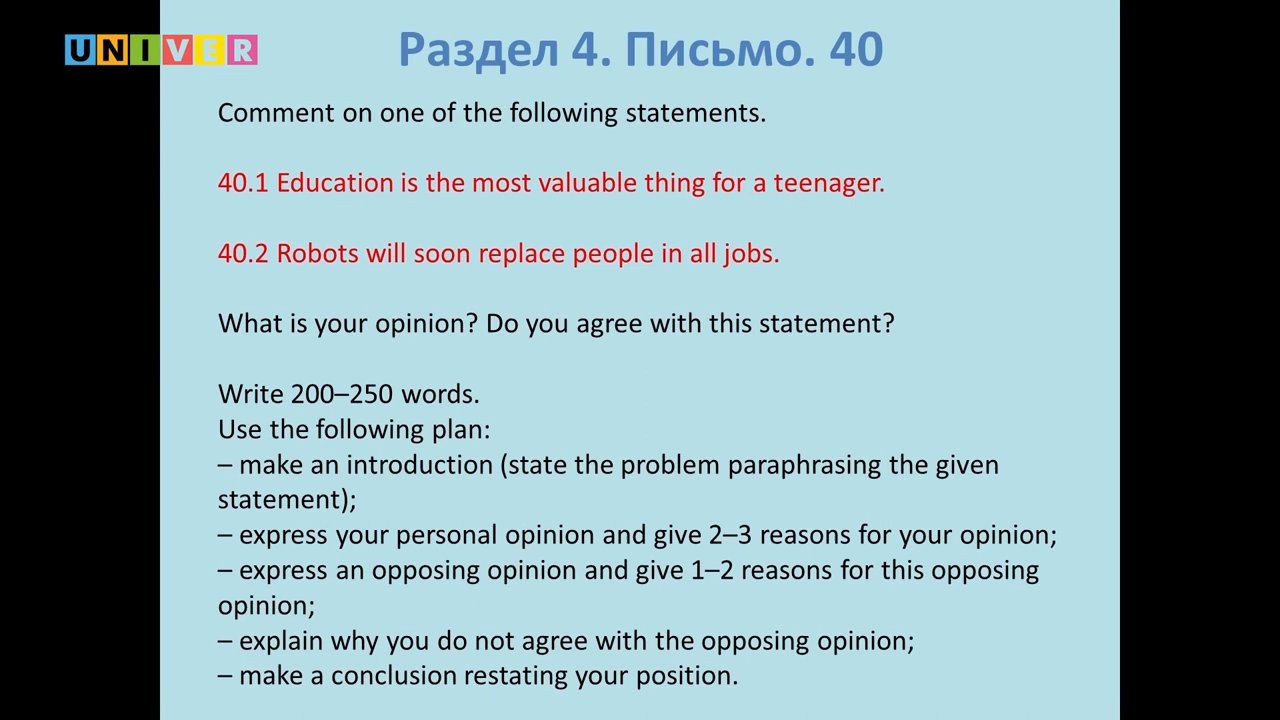 UNIVER
Раздел 4. Письмо. 40
Comment on one of the following statements.
40.1 Education is the most valuable thing for a teenager.
40.2 Robots will soon replace people in all jobs.
What is your opinion? Do you agree with this statement?
Write 200–250 words.
Use the following plan:
– make an introduction (state the problem paraphrasing the given
statement);
– express your personal opinion and give 2–3 reasons for your opinion;
– express an opposing opinion and give 1–2 reasons for this opposing
opinion;
– explain why you do not agree with the opposing opinion;
– make a conclusion restating your position.